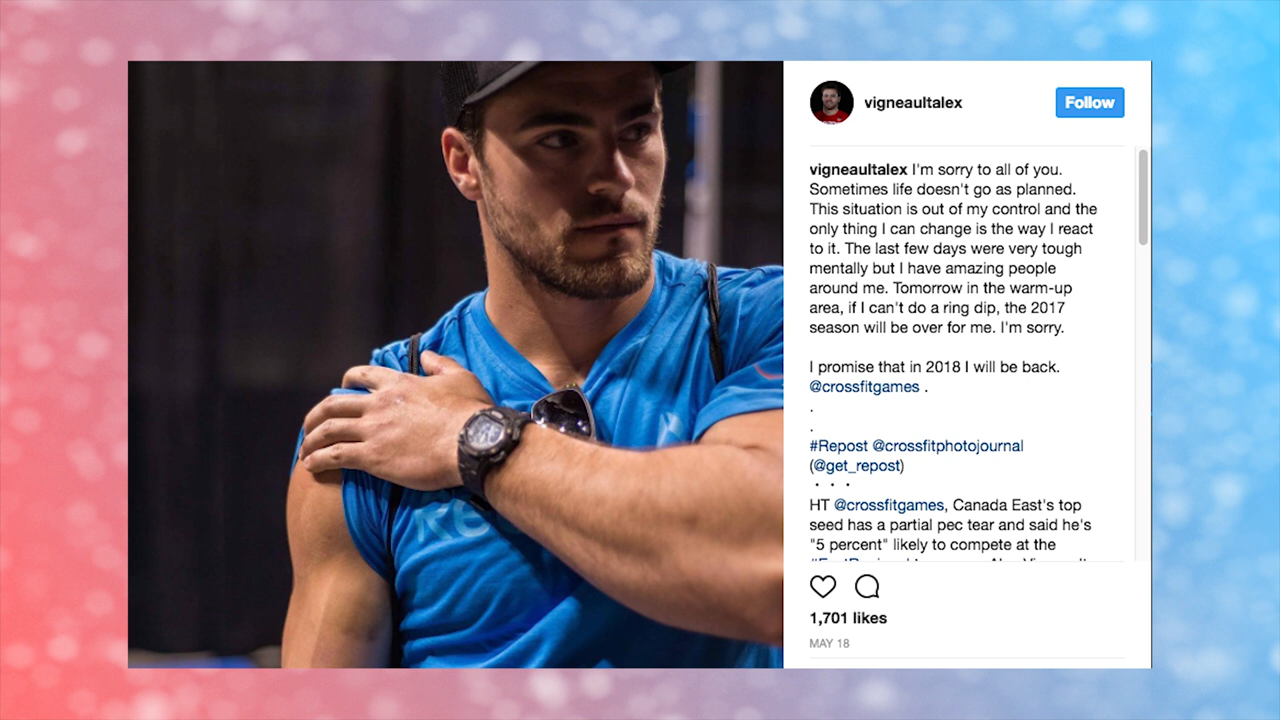 vigneaultalex
Follow
vigneaultalex I'm sorry to all of you.
Sometimes life doesn't go as planned.
This situation is out of my control and the
only thing I can change is the way I react
to it. The last few days were very tough
mentally but I have amazing people
around me. Tomorrow in the warm-up
area, if I can't do a ring dip, the 2017
season will be over for me. I'm sorry.
I promise that in 2018 I will be back.
@crossfitgames .
.
.
#Repost @crossfitphotojournal
(@get_repost)
・・・
HT @crossfitgames, Canada East's top
seed has a partial pec tear and said he's
"5 percent" likely to compete at the
1,701 likes
MAY 18